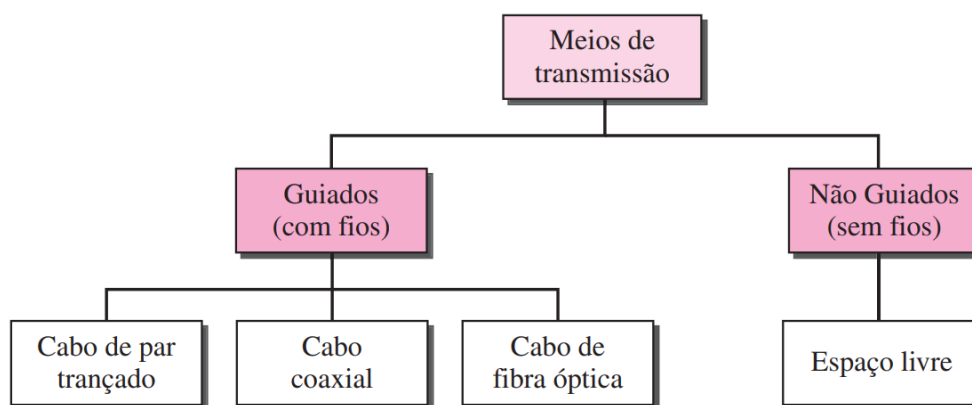 Meios de
transmissão
Guiados
(com fios)
Não Guiados
(sem fios)
Cabo de par
trançado
Cabo
coaxial
Cabo de
fibra óptica
Espaço livre